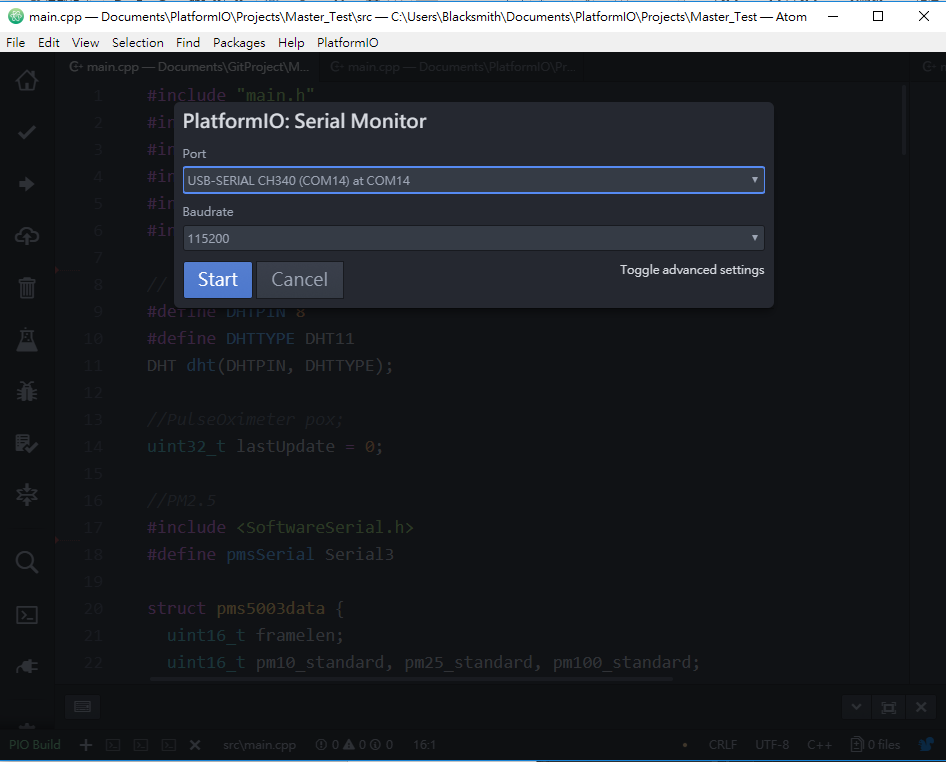 main.cpp — Documents\PlatformIO\Projects\Master_Test\src — C:\Users\Blacksmith\Documents\PlatformIO\Projects\Master_Test — Atom
File Edit View Selection Find Packages Help PlatformIO
main.cpp — Documents\GitProject\M... main.cpp — Documents\PlatformIO\Pr...
1 #include "main.h"
2 #in
3 #in
4 #in
5 #in
6 #in
7
8 //
9 #define DHTPIN 8
10 #define DHTTYPE DHT11
11 DHT dht(DHTPIN, DHTTYPE);
12
13 //PulseOximeter pox;
14 uint32_t lastUpdate = 0;
15
16 //PM2.5
17 #include <SoftwareSerial.h>
18 #define pmsSerial Serial3
19
20 struct pms5003data {
21 uint16_t framelen;
22 uint16_t pm10_standard, pm25_standard, pm100_standard;
PlatformIO: Serial Monitor
Port
USB-SERIAL CH340 (COM14) at COM14
Baudrate
115200
Start Cancel Toggle advanced settings
PIO Build src\main.cpp 0 0 0 16:1 CRLF UTF-8 C++ 0 files